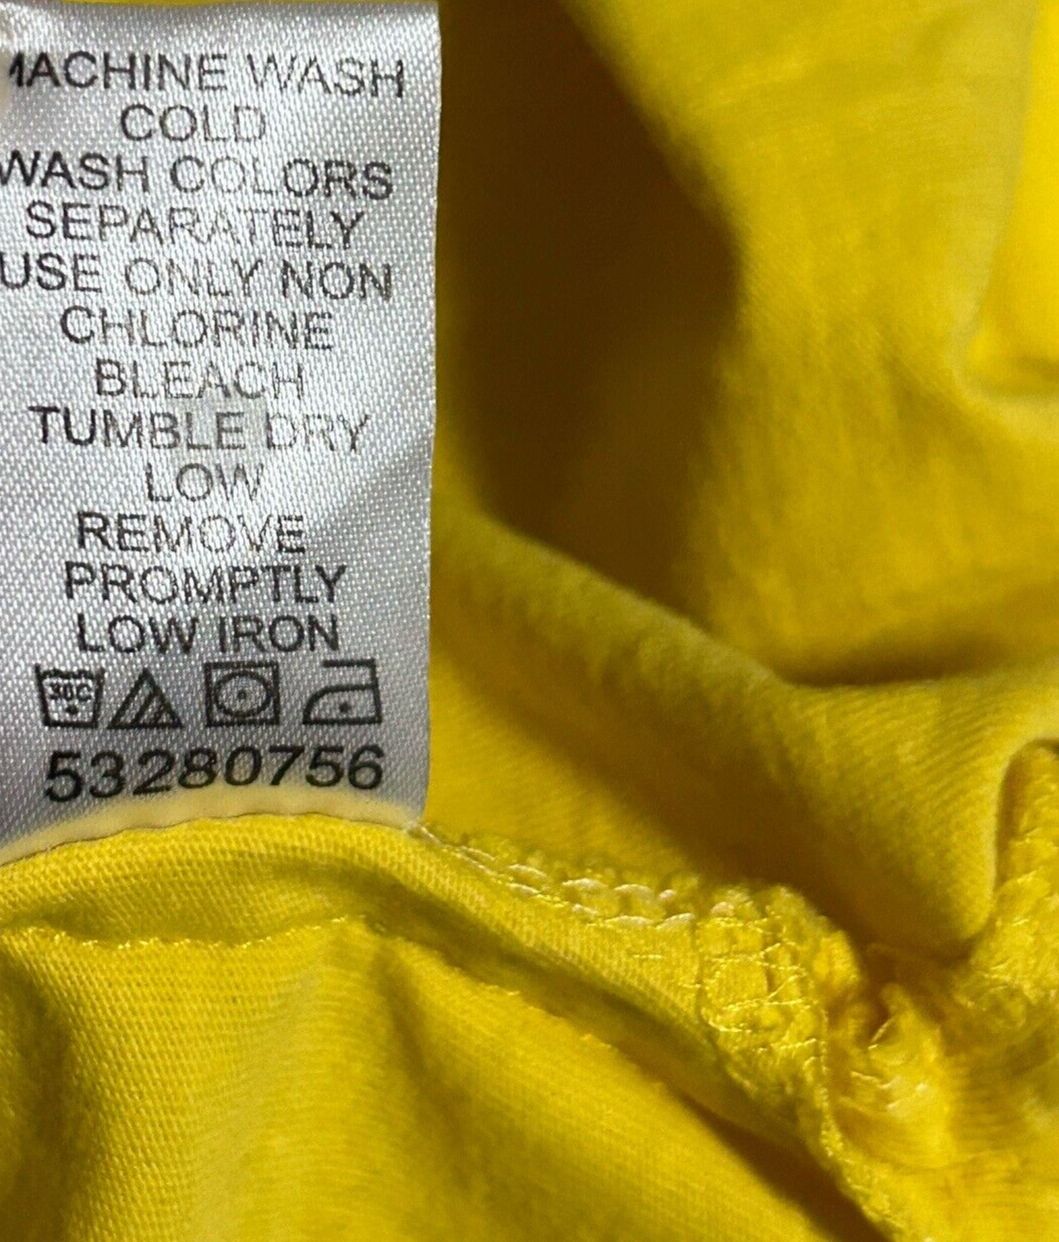 MACHINE WASH
COLD
WASH COLORS
SEPARATELY
USE ONLY NON
CHLORINE
BLEACH
TUMBLE DRY
LOW
REMOVE
PROMPTLY
LOW IRON
30C
53280756